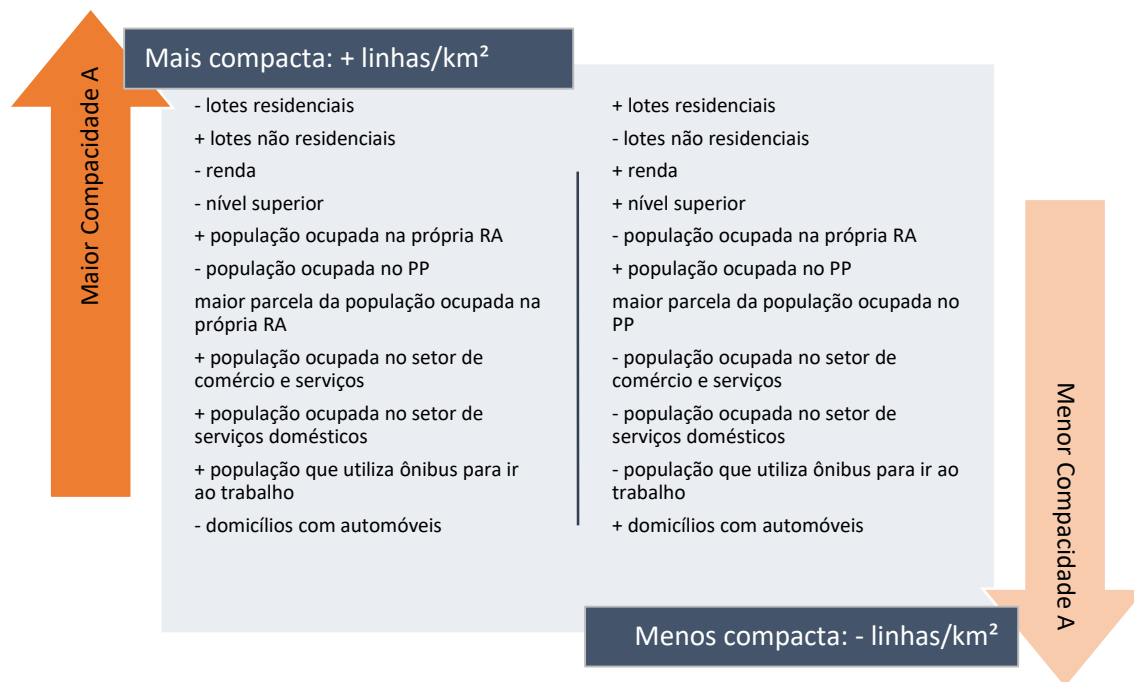 Maior Compacidade A
Mais compacta: + linhas/km²
- lotes residenciais
+ lotes não residenciais
- renda
- nível superior
+ população ocupada na própria RA
- população ocupada no PP
maior parcela da população ocupada na
própria RA
+ população ocupada no setor de
comércio e serviços
+ população ocupada no setor de
serviços domésticos
+ população que utiliza ônibus para ir
ao trabalho
- domicílios com automóveis
+ lotes residenciais
- lotes não residenciais
+ renda
+ nível superior
- população ocupada na própria RA
+ população ocupada no PP
maior parcela da população ocupada no
PP
- população ocupada no setor de
comércio e serviços
- população ocupada no setor de
serviços domésticos
- população que utiliza ônibus para ir ao
trabalho
+ domicílios com automóveis
Menos compacta: - linhas/km²
Menor Compacidade A